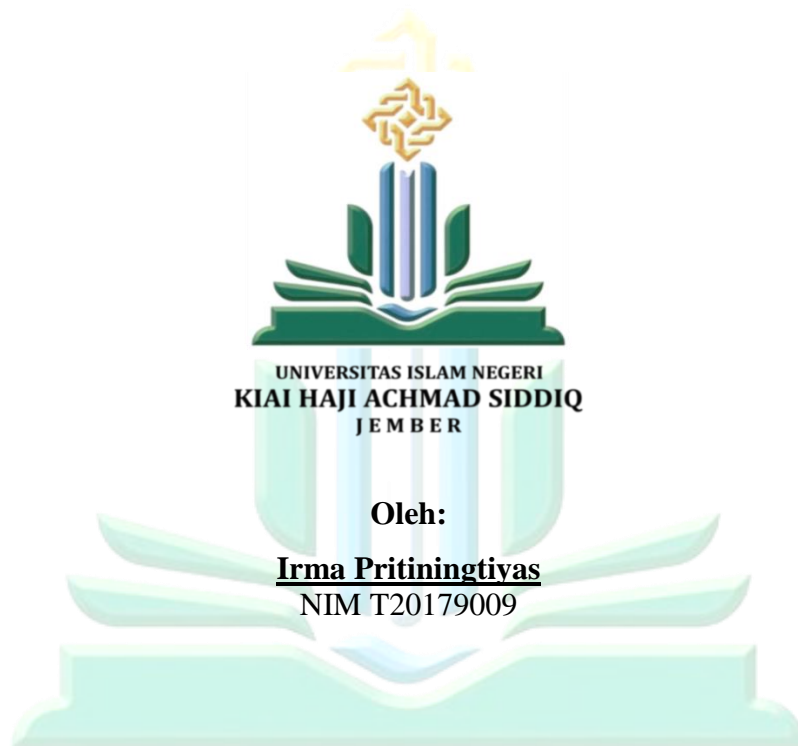 UNIVERSITAS ISLAM NEGERI
KIAI HAJI ACHMAD SIDDIQ
JEMBER
Oleh:
Irma Pritiningtiyas
NIM T20179009